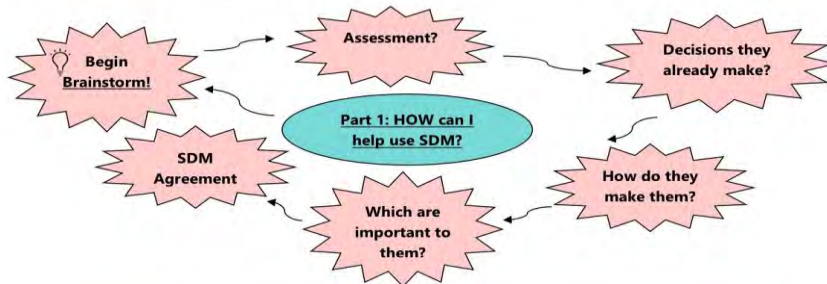 Begin
Brainstorm!
Assessment?
Decisions they
already make?
Part 1: HOW can I
help use SDM?
How do they
make them?
Which are
important to
them?
SDM
Agreement